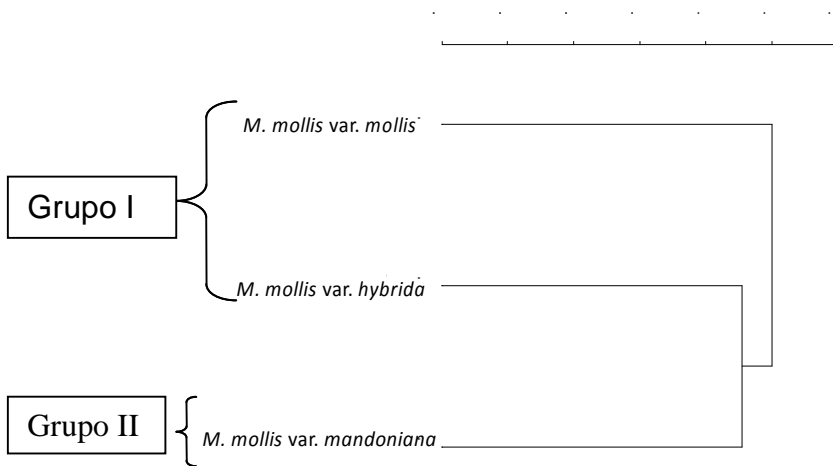 M. mollis var. mollis
Grupo I
M. mollis var. hybrida
Grupo II
M. mollis var. mandoniana